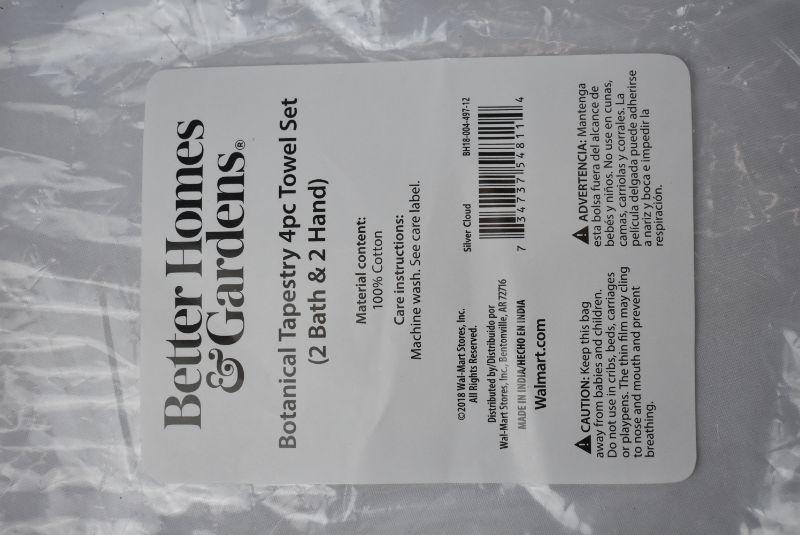 Better Homes
& Gardens®
Botanical Tapestry 4pc Towel Set
(2 Bath & 2 Hand)
Material content:
100% Cotton
Care instructions:
Machine wash. See care label.
©2018 Wal-Mart Stores, Inc.
All Rights Reserved.
Distributed by/Distribuido por
Wal-Mart Stores, Inc., Bentonville, AR 72716
MADE IN INDIA/HECHO EN INDIA
Walmart.com
Silver Cloud BH18-004-497-12
7 34737 54811 4
⚠ CAUTION: Keep this bag
away from babies and children.
Do not use in cribs, beds, carriages
or playpens. The thin film may cling
to nose and mouth and prevent
breathing.
⚠ ADVERTENCIA: Mantenga
esta bolsa fuera del alcance de
bebés y niños. No use en cunas,
camas, carriolas y corrales. La
película delgada puede adherirse
a nariz y boca e impedir la
respiración.